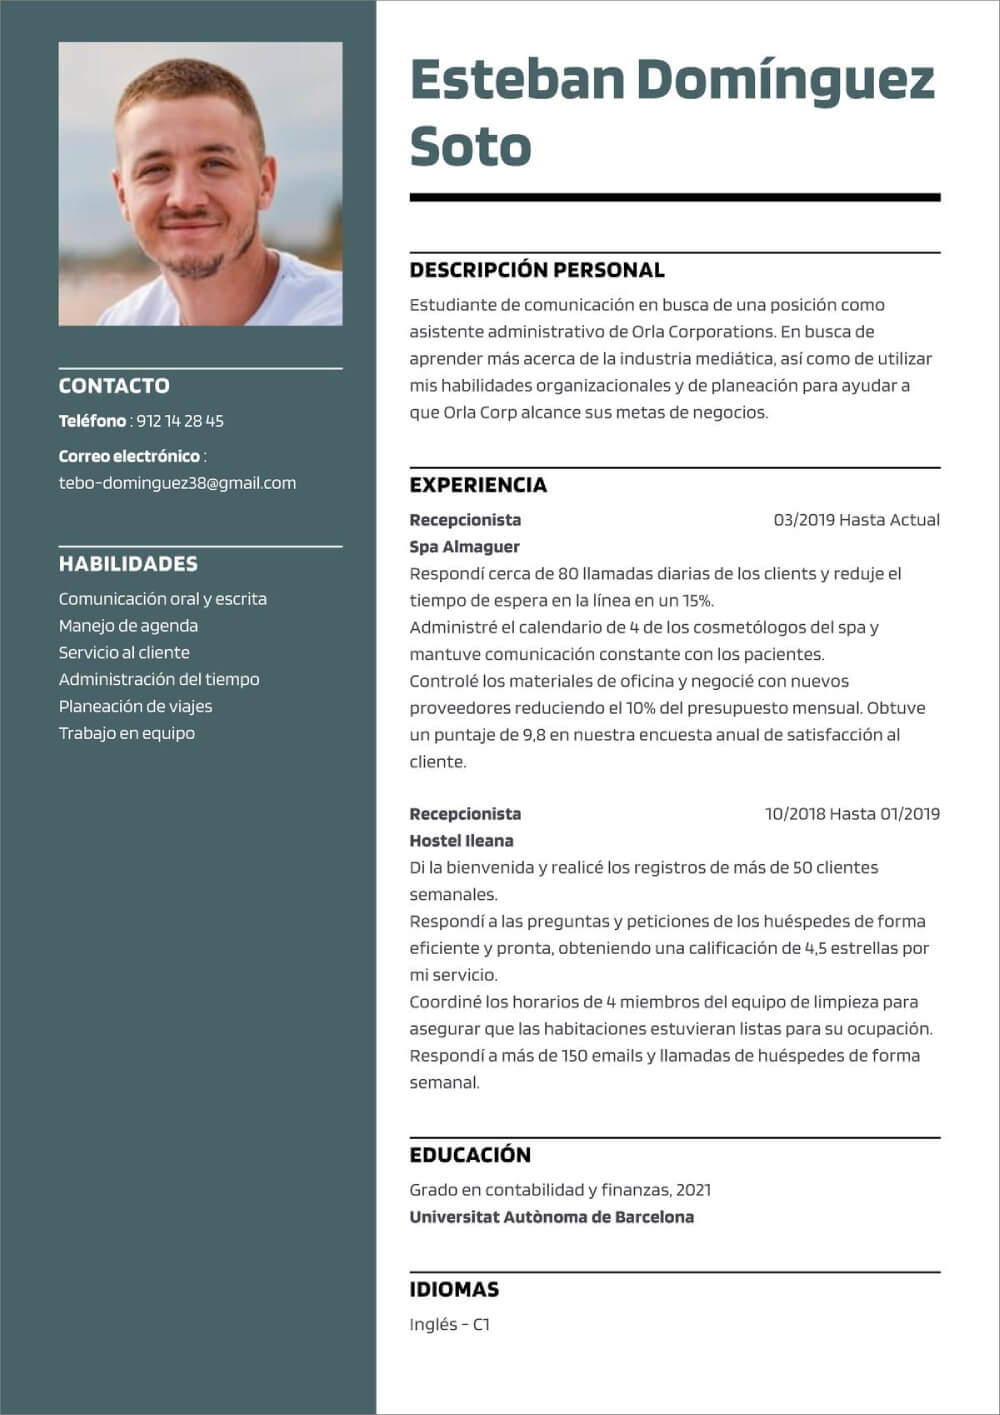 Esteban Domínguez
Soto
CONTACTO
Teléfono : 912 14 28 45
Correo electrónico :
tebo-dominguez38@gmail.com
HABILIDADES
Comunicación oral y escrita
Manejo de agenda
Servicio al cliente
Administración del tiempo
Planeación de viajes
Trabajo en equipo
DESCRIPCIÓN PERSONAL
Estudiante de comunicación en busca de una posición como
asistente administrativo de Orla Corporations. En busca de
aprender más acerca de la industria mediática, así como de utilizar
mis habilidades organizacionales y de planeación para ayudar a
que Orla Corp alcance sus metas de negocios.
EXPERIENCIA
Recepcionista 03/2019 Hasta Actual
Spa Almaguer
Respondí cerca de 80 llamadas diarias de los clients y reduje el
tiempo de espera en la línea en un 15%.
Administré el calendario de 4 de los cosmetólogos del spa y
mantuve comunicación constante con los pacientes.
Controlé los materiales de oficina y negocié con nuevos
proveedores reduciendo el 10% del presupuesto mensual. Obtuve
un puntaje de 9,8 en nuestra encuesta anual de satisfacción al
cliente.
Recepcionista 10/2018 Hasta 01/2019
Hostel Ileana
Di la bienvenida y realicé los registros de más de 50 clientes
semanales.
Respondí a las preguntas y peticiones de los huéspedes de forma
eficiente y pronta, obteniendo una calificación de 4,5 estrellas por
mi servicio.
Coordiné los horarios de 4 miembros del equipo de limpieza para
asegurar que las habitaciones estuvieran listas para su ocupación.
Respondí a más de 150 emails y llamadas de huéspedes de forma
semanal.
EDUCACIÓN
Grado en contabilidad y finanzas, 2021
Universitat Autònoma de Barcelona
IDIOMAS
Inglés - C1